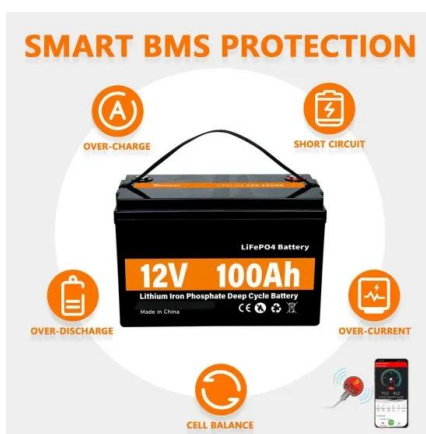 SMART BMS PROTECTION
A
OVER-CHARGE
SHORT CIRCUIT
LiFePO4 Battery
12V 100Ah
Lithium Iron Phosphate Deep Cycle Battery
Made in China
CE
OVER-DISCHARGE
OVER-CURRENT
CELL BALANCE